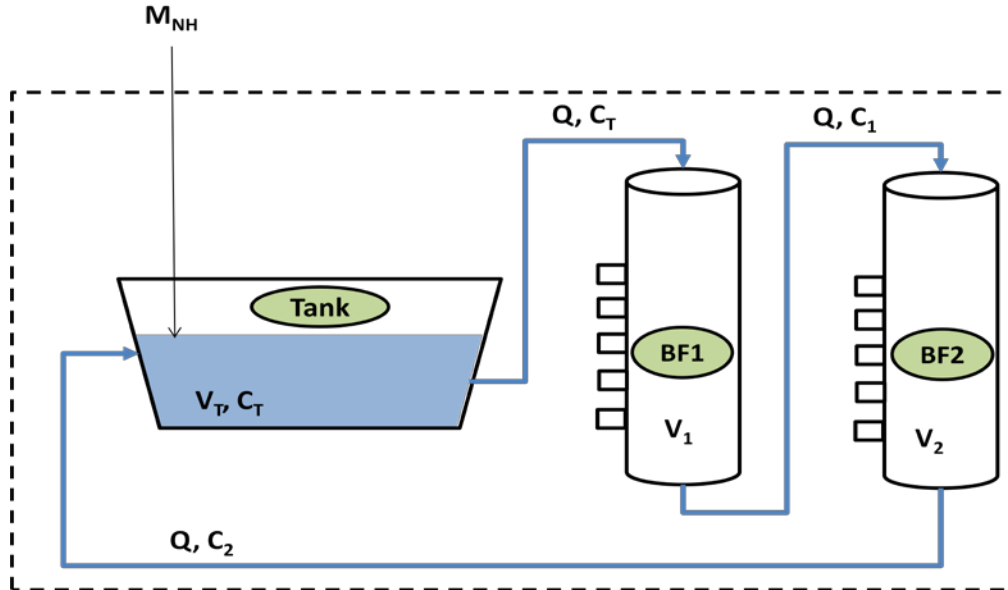 M_NH
Q, C_T
Q, C_1
Tank
BF1
BF2
V_T, C_T
V_1
V_2
Q, C_2